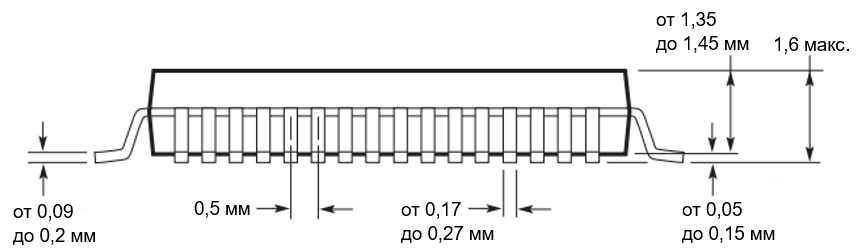 от 1,35
до 1,45 мм
1,6 макс.
от 0,09
до 0,2 мм
0,5 мм
от 0,17
до 0,27 мм
от 0,05
до 0,15 мм